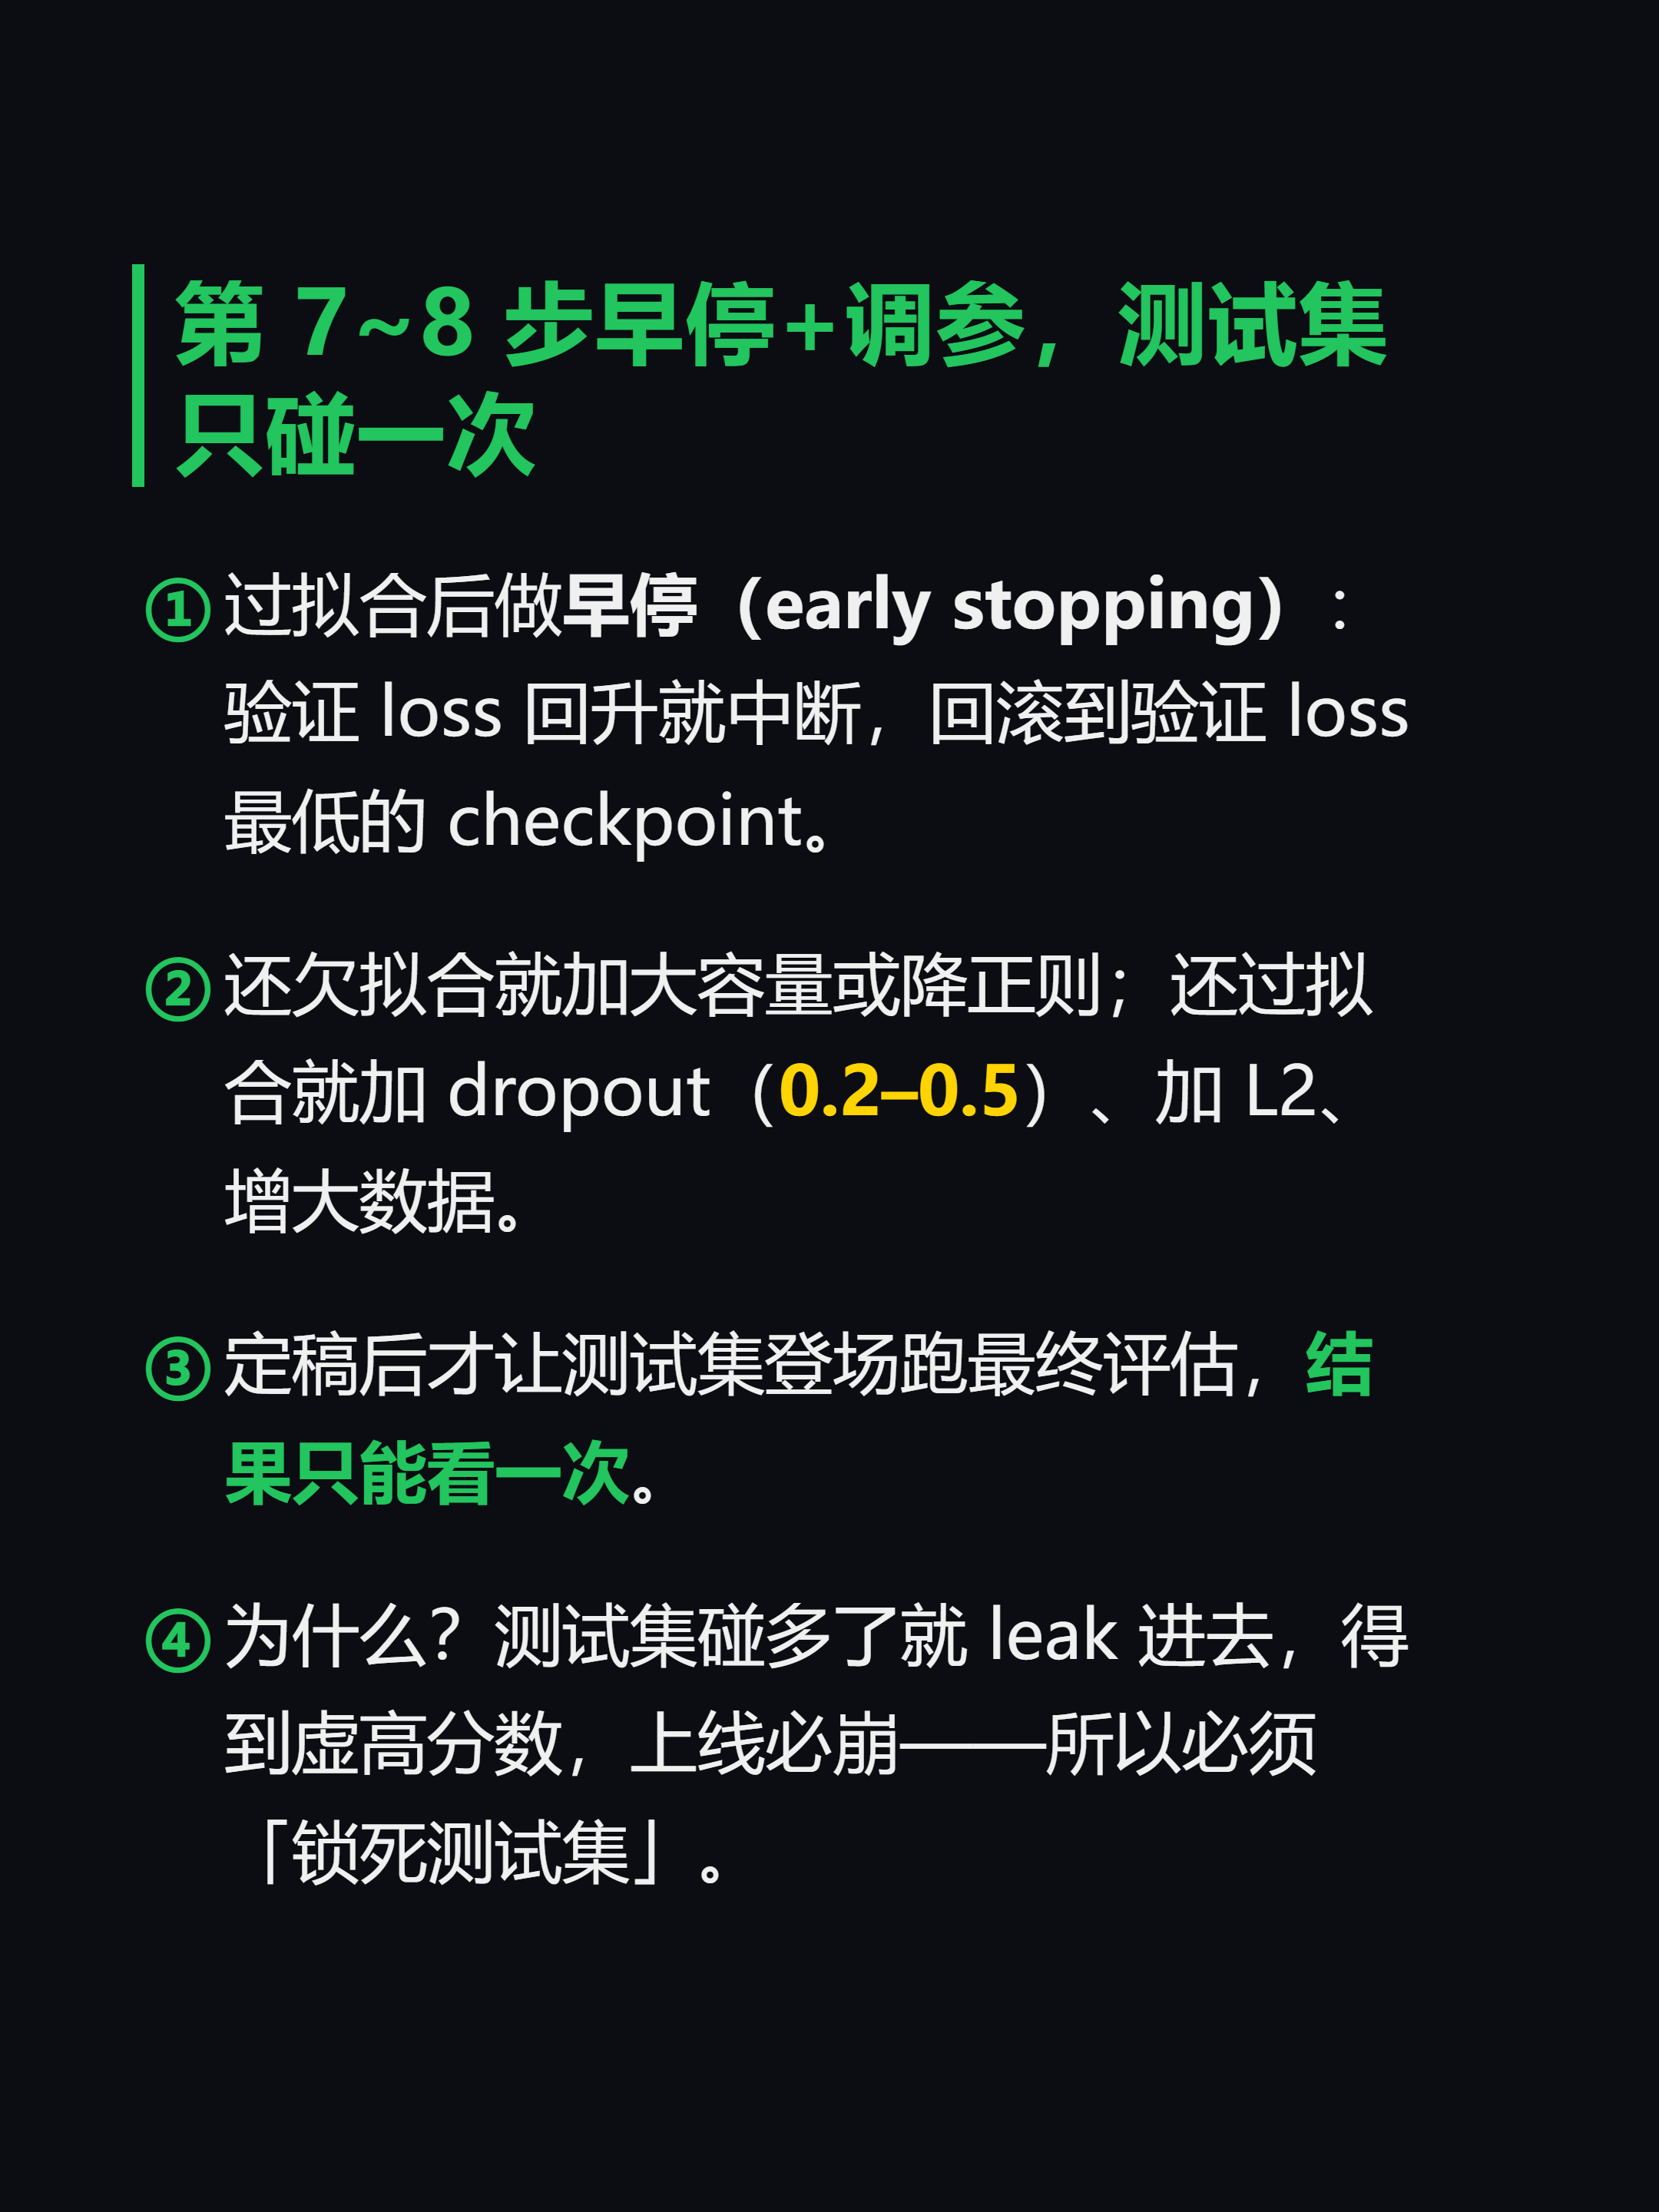 第 7~8 步早停+调参，测试集
只碰一次
① 过拟合后做早停（early stopping）：
验证 loss 回升就中断，回滚到验证 loss
最低的 checkpoint。
② 还欠拟合就加大容量或降正则；还过拟
合就加 dropout（0.2–0.5）、加 L2、
增大数据。
③ 定稿后才让测试集登场跑最终评估，结
果只能看一次。
④ 为什么？测试集碰多了就 leak 进去，得
到虚高分数，上线必崩——所以必须
「锁死测试集」。